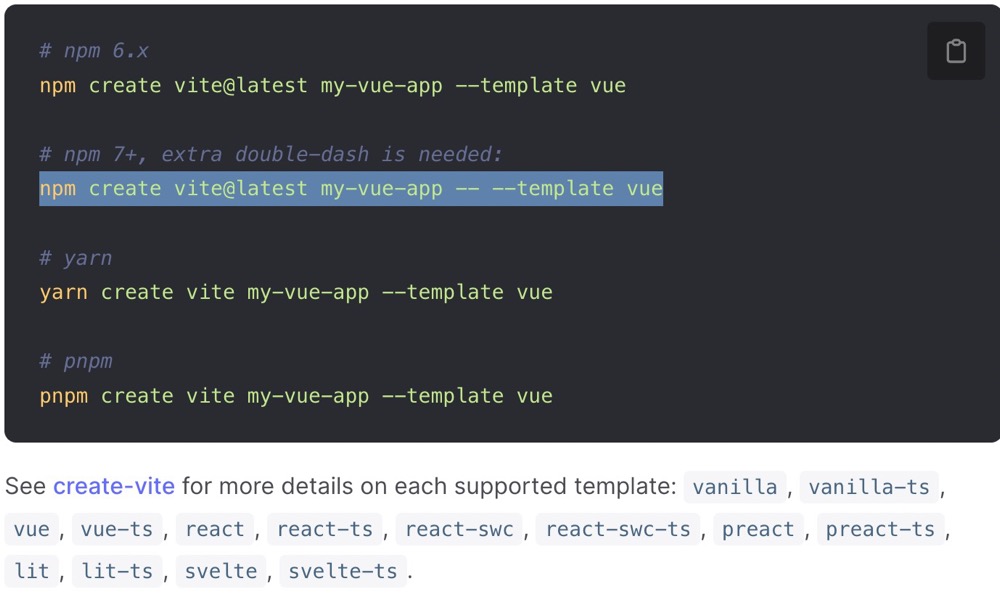 # npm 6.x
npm create vite@latest my-vue-app --template vue
# npm 7+, extra double-dash is needed:
npm create vite@latest my-vue-app -- --template vue
# yarn
yarn create vite my-vue-app --template vue
# pnpm
pnpm create vite my-vue-app --template vue
See create-vite for more details on each supported template: vanilla, vanilla-ts,
vue, vue-ts, react, react-ts, react-swc, react-swc-ts, preact, preact-ts,
lit, lit-ts, svelte, svelte-ts.